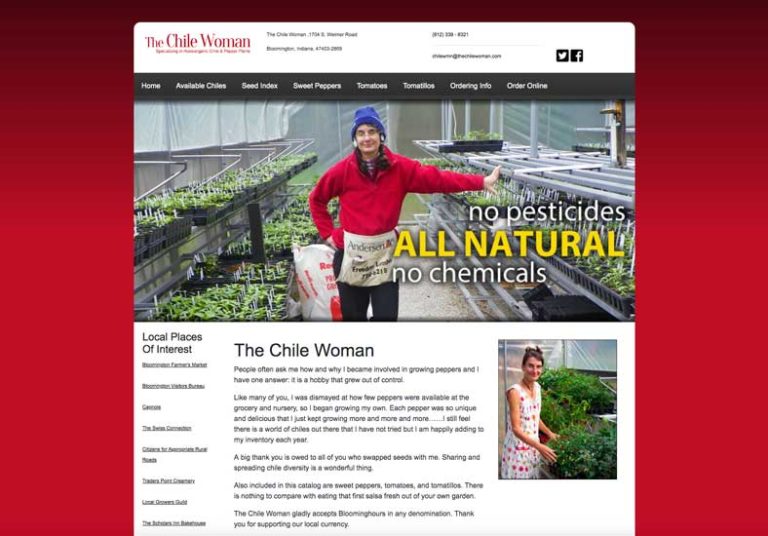 The Chile Woman
Specializing in Nonorganic Chile & Pepper Plants
The Chile Woman ,1704 S. Weimer Road
Bloomington, Indiana, 47403-2869
(812) 339 - 8321
chilewmn@thechilewoman.com
Home Available Chiles Seed Index Sweet Peppers Tomatoes Tomatillos Ordering Info Order Online
Andersen
no pesticides
ALL NATURAL
no chemicals
Local Places
Of Interest
Bloomington Farmer's Market
Bloomington Visitors Bureau
The Swiss Connection
Citizens for Appropriate Rural
Roads
Traders Point Creamery
Local Growers Guild
The Scholars Inn Bakehouse
The Chile Woman
People often ask me how and why I became involved in growing peppers and I
have one answer: it is a hobby that grew out of control.
Like many of you, I was dismayed at how few peppers were available at the
grocery and nursery, so I began growing my own. Each pepper was so unique
and delicious that I just kept growing more and more and more.......I still feel
there is a world of chiles out there that I have not tried but I am happily adding to
my inventory each year.
A big thank you is owed to all of you who swapped seeds with me. Sharing and
spreading chile diversity is a wonderful thing.
Also included in this catalog are sweet peppers, tomatoes, and tomatillos. There
is nothing to compare with eating that first salsa fresh out of your own garden.
The Chile Woman gladly accepts Bloominghours in any denomination. Thank
you for supporting our local currency.